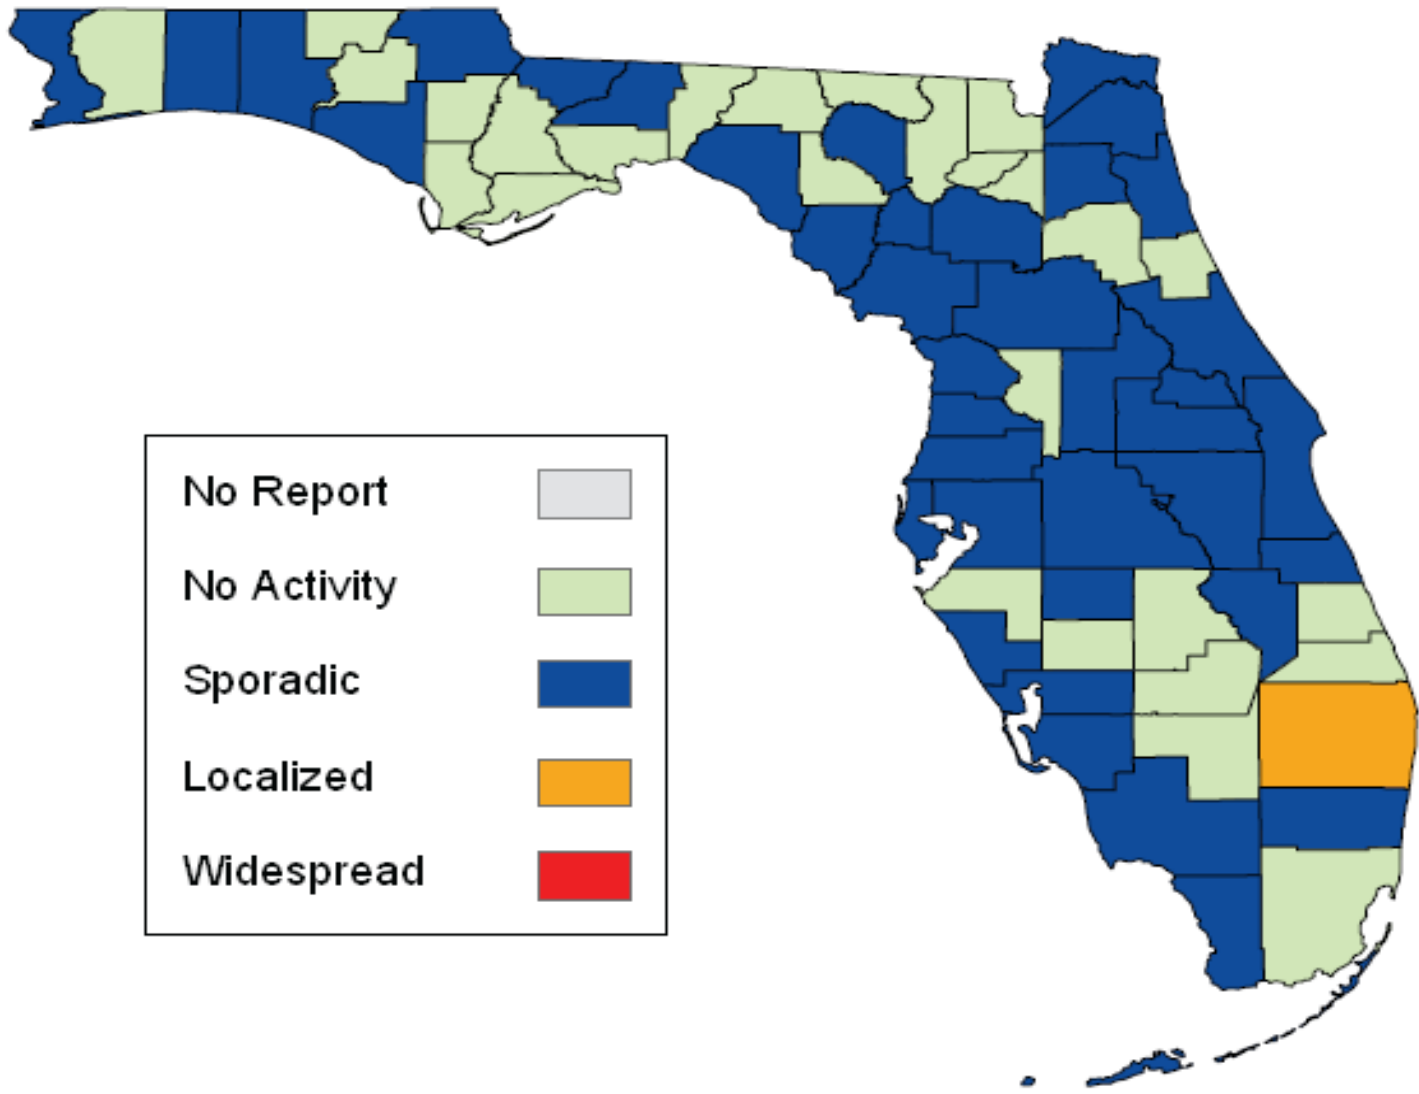 No Report
No Activity
Sporadic
Localized
Widespread